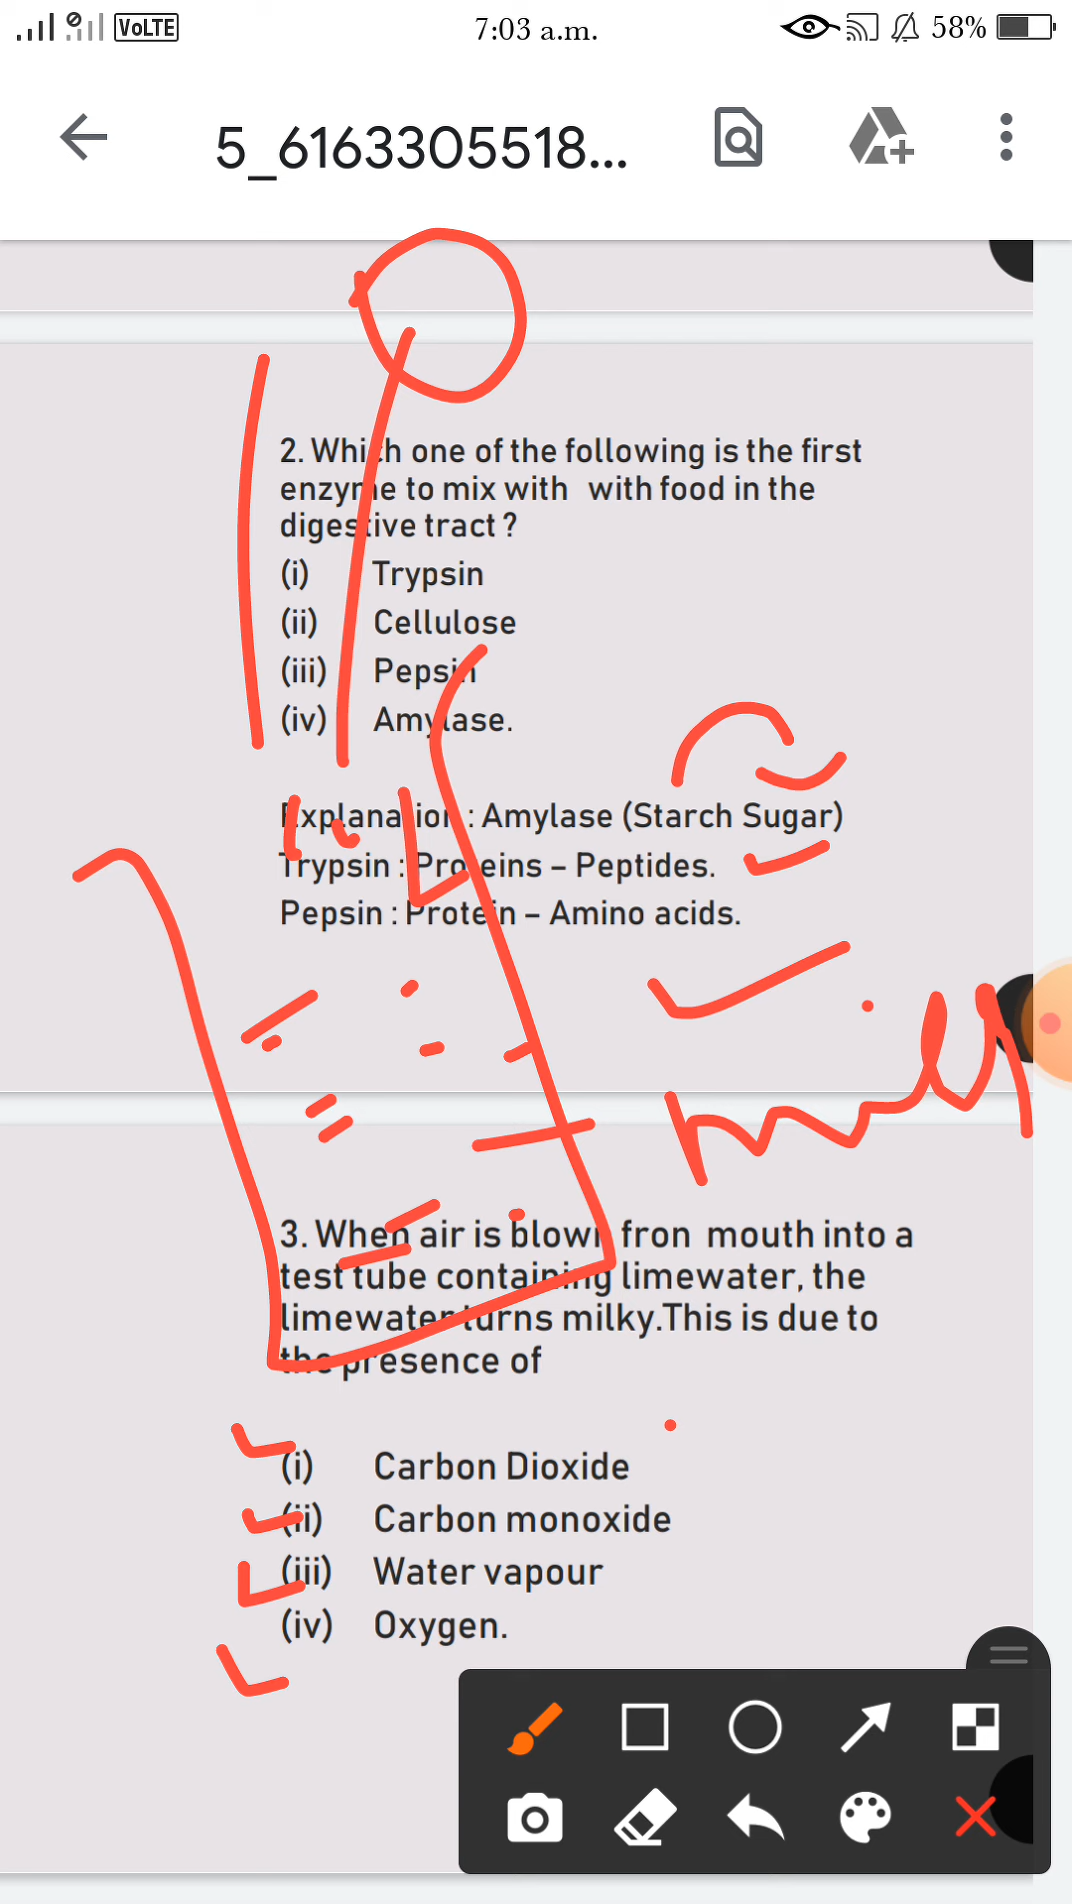 VoLTE 7:03 a.m. 58%
5_6163305518...
2. Which one of the following is the first
enzyme to mix with with food in the
digestive tract ?
(i) Trypsin
(ii) Cellulose
(iii) Pepsin
(iv) Amylase.
Explanation : Amylase (Starch Sugar)
Trypsin : Proteins – Peptides.
Pepsin : Protein – Amino acids.
3. When air is blown fron mouth into a
test tube containing limewater, the
limewater turns milky.This is due to
the presence of
(i) Carbon Dioxide
(ii) Carbon monoxide
(iii) Water vapour
(iv) Oxygen.